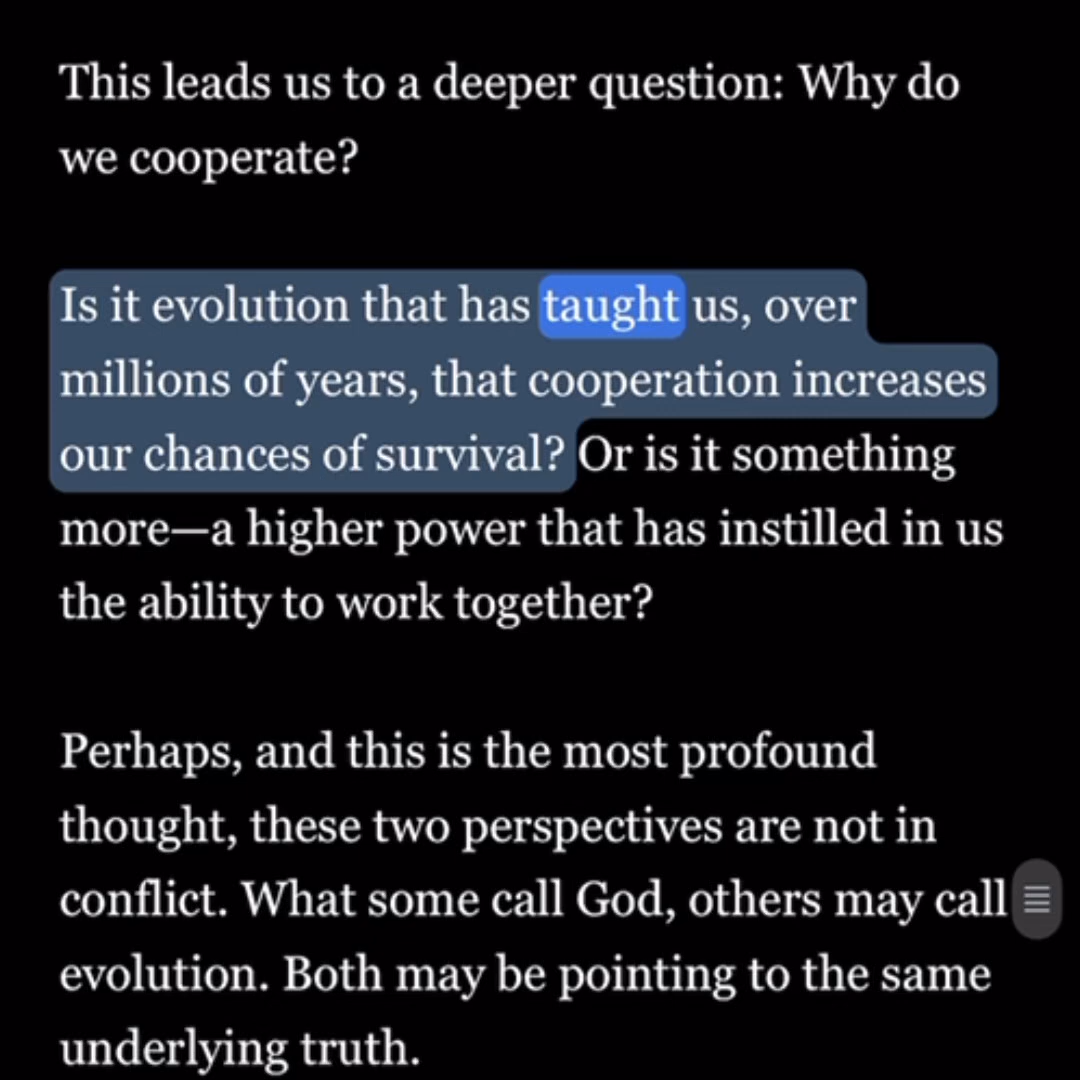 This leads us to a deeper question: Why do
we cooperate?
Is it evolution that has taught us, over
millions of years, that cooperation increases
our chances of survival? Or is it something
more—a higher power that has instilled in us
the ability to work together?
Perhaps, and this is the most profound
thought, these two perspectives are not in
conflict. What some call God, others may call
evolution. Both may be pointing to the same
underlying truth.